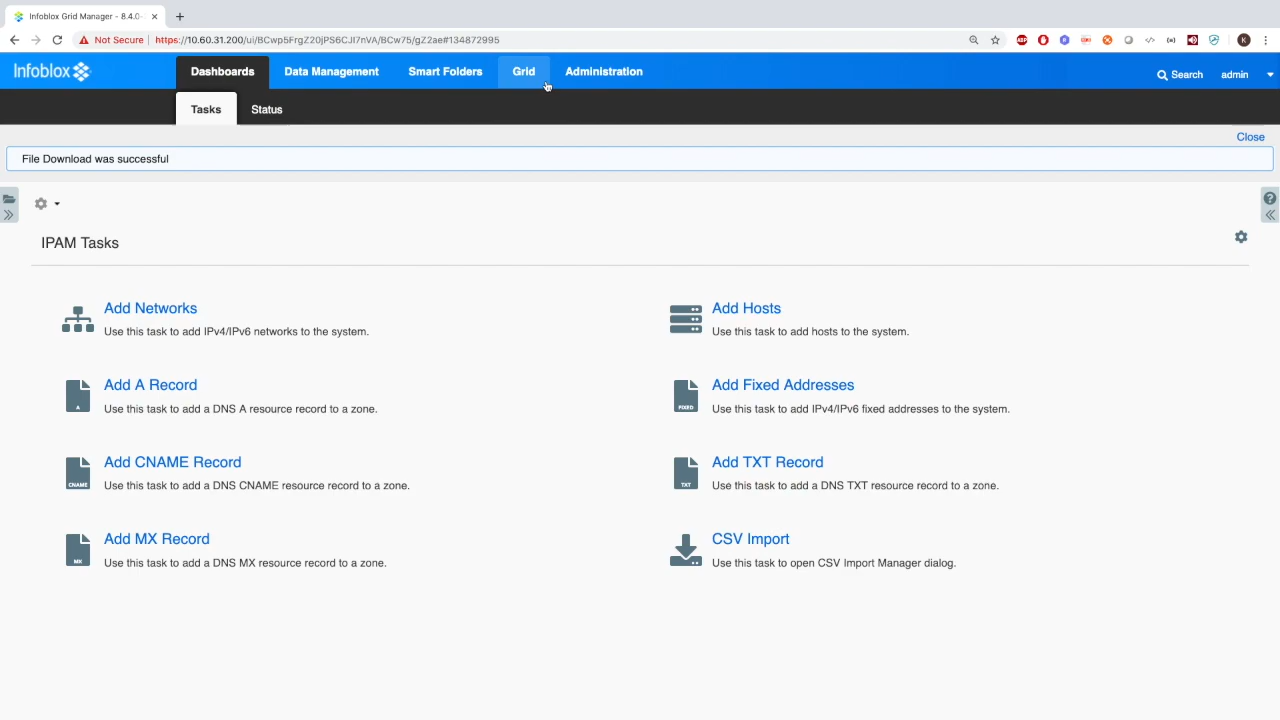 Infoblox Grid Manager - 8.4.0-
Not Secure | https://10.60.31.200/ui/BCwp5FrgZ20jPS6CJI7nVA/BCw75/gZ2ae#134872995
K
Infoblox
Dashboards Data Management Smart Folders Grid Administration
Search admin
Tasks Status
Close
File Download was successful
IPAM Tasks
Add Networks
Use this task to add IPv4/IPv6 networks to the system.
Add Hosts
Use this task to add hosts to the system.
A
Add A Record
Use this task to add a DNS A resource record to a zone.
FIXED
Add Fixed Addresses
Use this task to add IPv4/IPv6 fixed addresses to the system.
CNAME
Add CNAME Record
Use this task to add a DNS CNAME resource record to a zone.
TXT
Add TXT Record
Use this task to add a DNS TXT resource record to a zone.
MX
Add MX Record
Use this task to add a DNS MX resource record to a zone.
CSV Import
Use this task to open CSV Import Manager dialog.